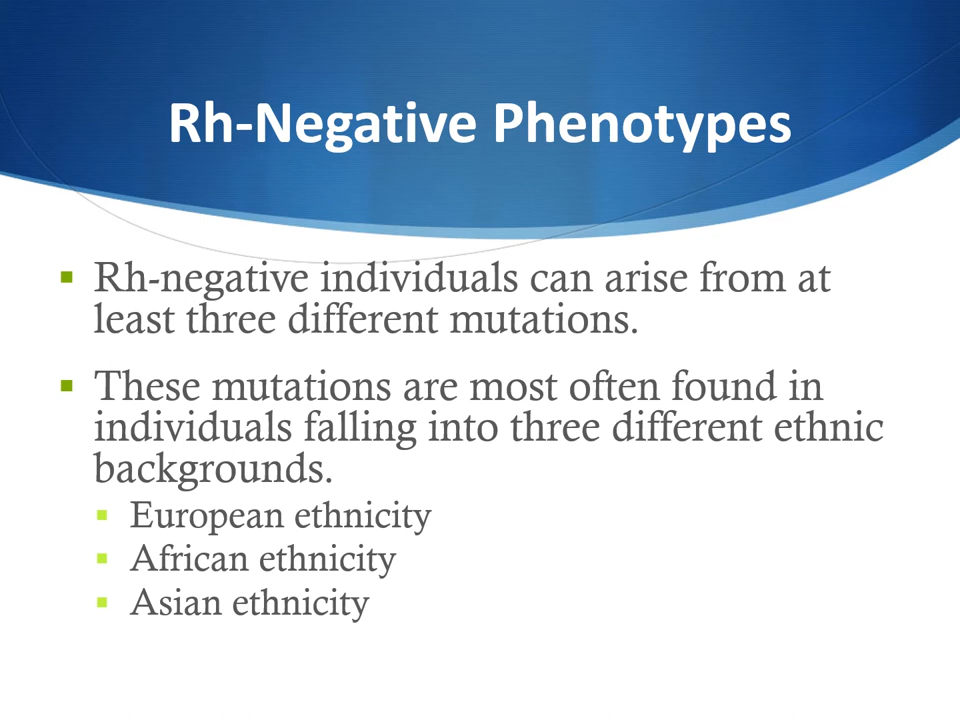 Rh-Negative Phenotypes
▪ Rh-negative individuals can arise from at
least three different mutations.
▪ These mutations are most often found in
individuals falling into three different ethnic
backgrounds.
▪ European ethnicity
▪ African ethnicity
▪ Asian ethnicity